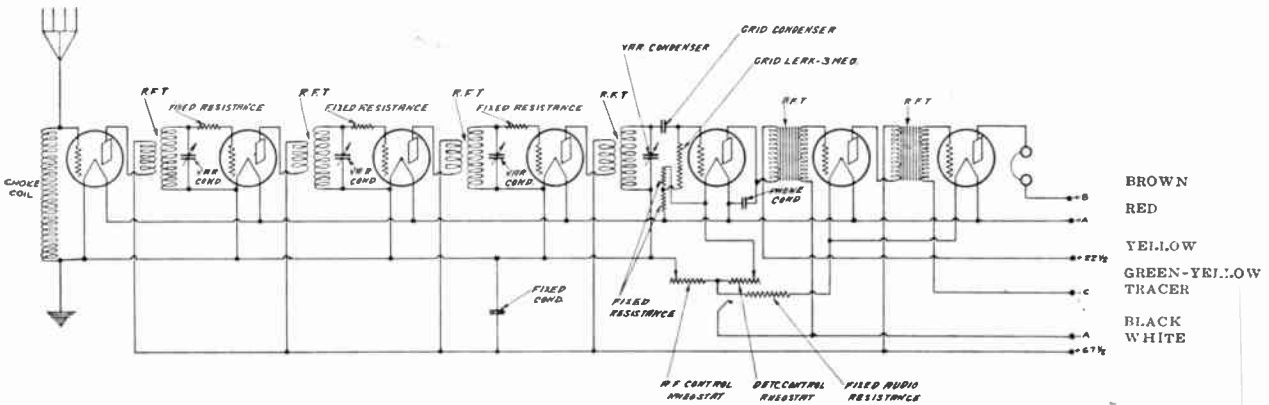 GRID CONDENSER
VAR CONDENSER
GRID LEAK-3 MEG.
R.F.T
FIXED RESISTANCE
R.F.T
FIXED RESISTANCE
R.F.T
FIXED RESISTANCE
R.F.T
R.F.T
R.F.T
VAR
COND
VAR
COND
VAR
COND.
CHOKE
COIL
PHONE
COND
BROWN
+B
RED
+A
YELLOW
+22½
GREEN-YELLOW
TRACER
C
BLACK
A
WHITE
+67½
FIXED
COND.
FIXED
RESISTANCE
R F CONTROL
RHEOSTAT
DETC.CONTROL
RHEOSTAT
FIXED AUDIO
RESISTANCE